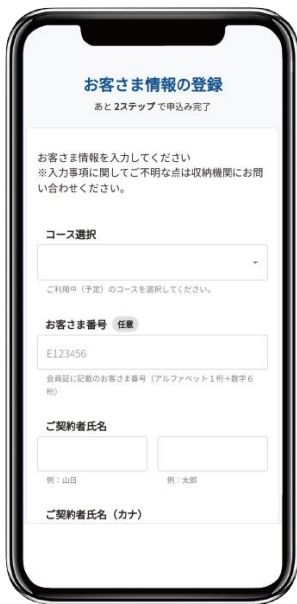 お客さま情報の登録
あと 2ステップ で申込み完了
お客さま情報を入力してください
※入力事項に関してご不明な点は収納機関にお問
い合わせください。
コース選択
ご利用中（予定）のコースを選択してください。
お客さま番号 任意
E123456
会員証に記載のお客さま番号（アルファベット１桁＋数字６
桁）
ご契約者氏名
例：山田 例：太郎
ご契約者氏名（カナ）